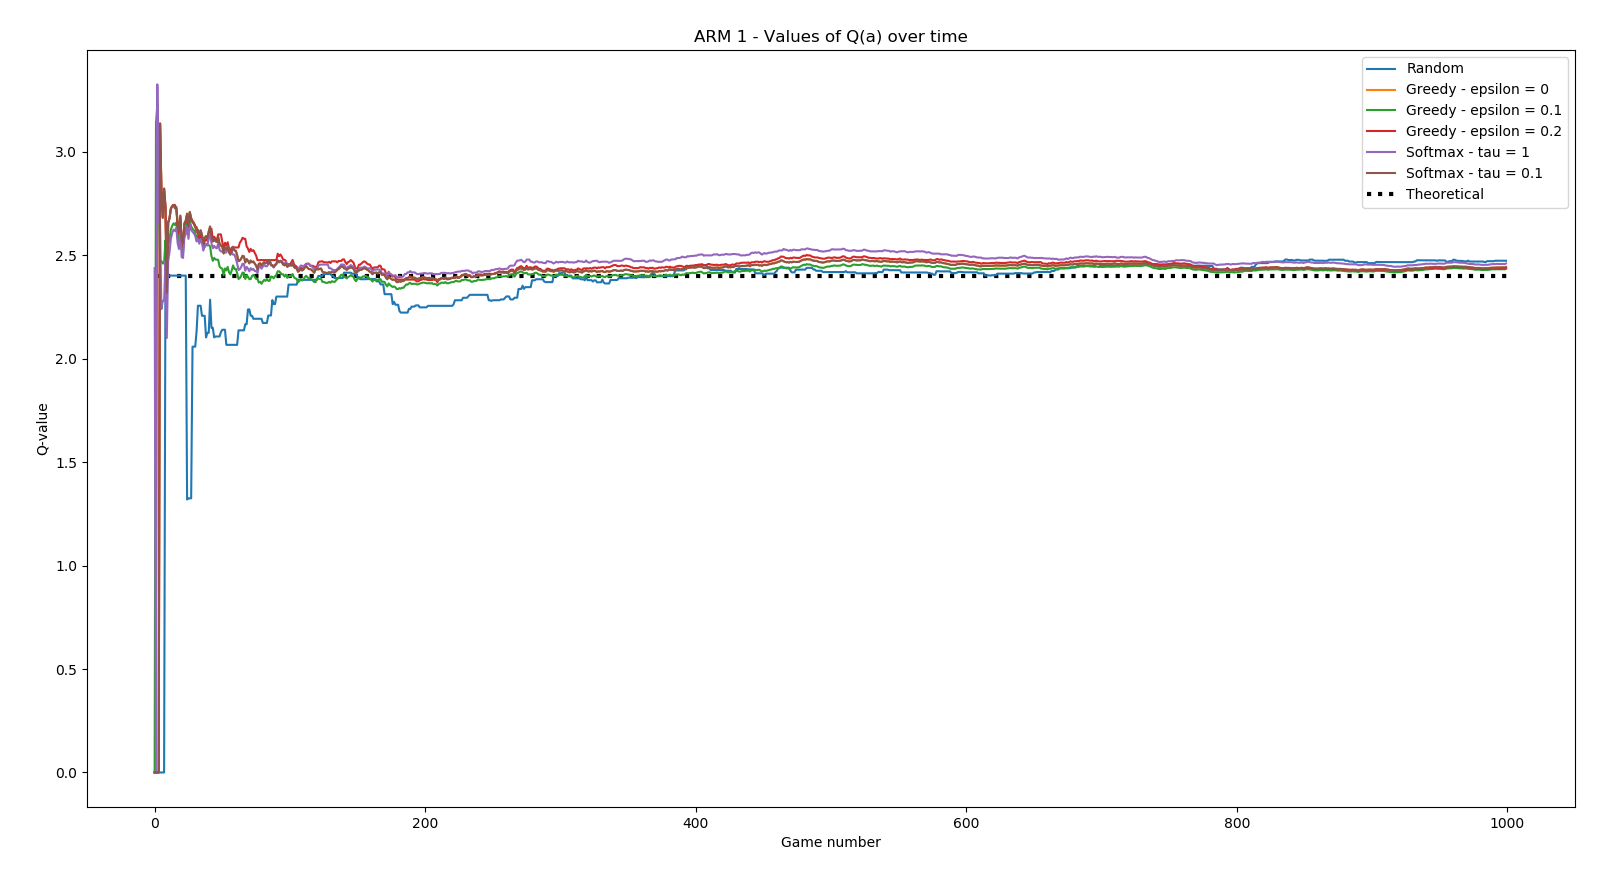 ARM 1 - Values of Q(a) over time
Random
Greedy - epsilon = 0
Greedy - epsilon = 0.1
Greedy - epsilon = 0.2
Softmax - tau = 1
Softmax - tau = 0.1
Theoretical
3.0
2.5
2.0
1.5
1.0
0.5
0.0
Q-value
0 200 400 600 800 1000
Game number